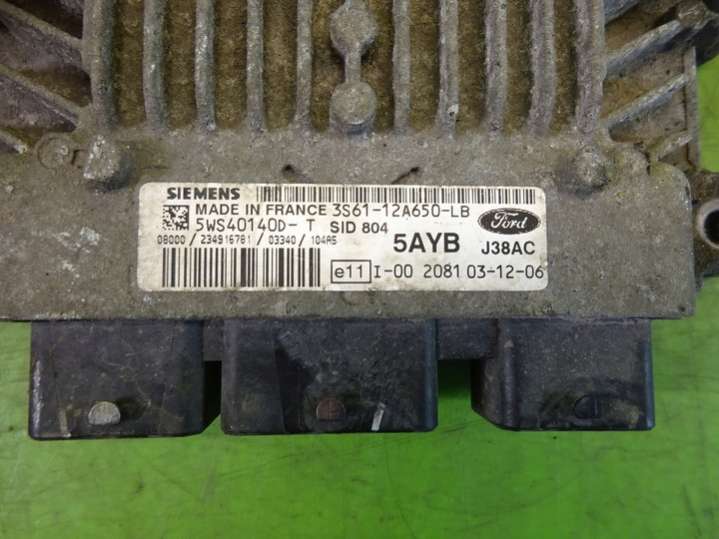 SIEMENS
MADE IN FRANCE 3S61-12A650-LB
5WS40140D-T SID 804
08000 / 234916781 / 03340 / 104A5
5AYB J38AC
Ford
e11 I-00 2081 03-12-06